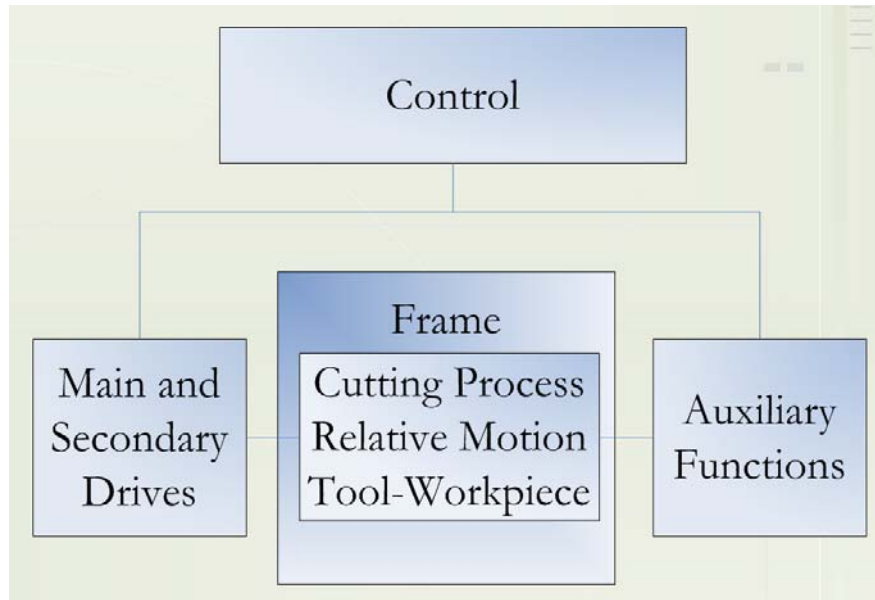 Control
Frame
Main and
Secondary
Drives
Cutting Process
Relative Motion
Tool-Workpiece
Auxiliary
Functions